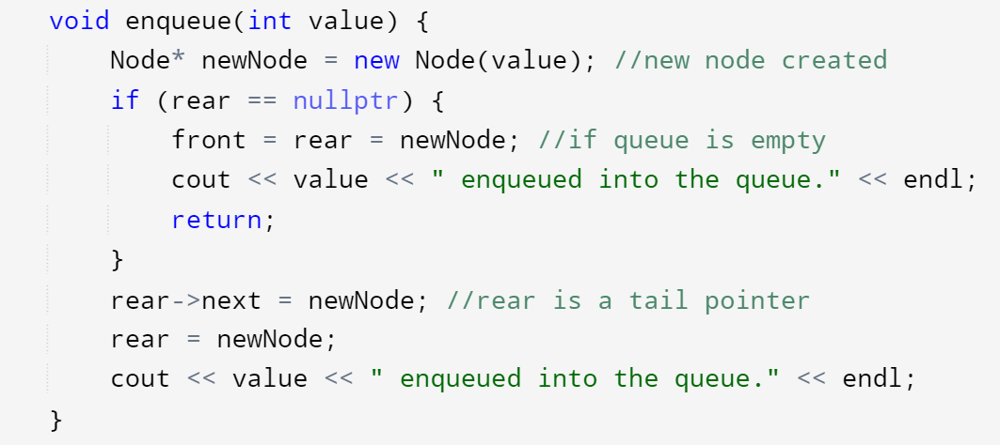 void enqueue(int value) {
Node* newNode = new Node(value); //new node created
if (rear == nullptr) {
front = rear = newNode; //if queue is empty
cout << value << " enqueued into the queue." << endl;
return;
}
rear->next = newNode; //rear is a tail pointer
rear = newNode;
cout << value << " enqueued into the queue." << endl;
}